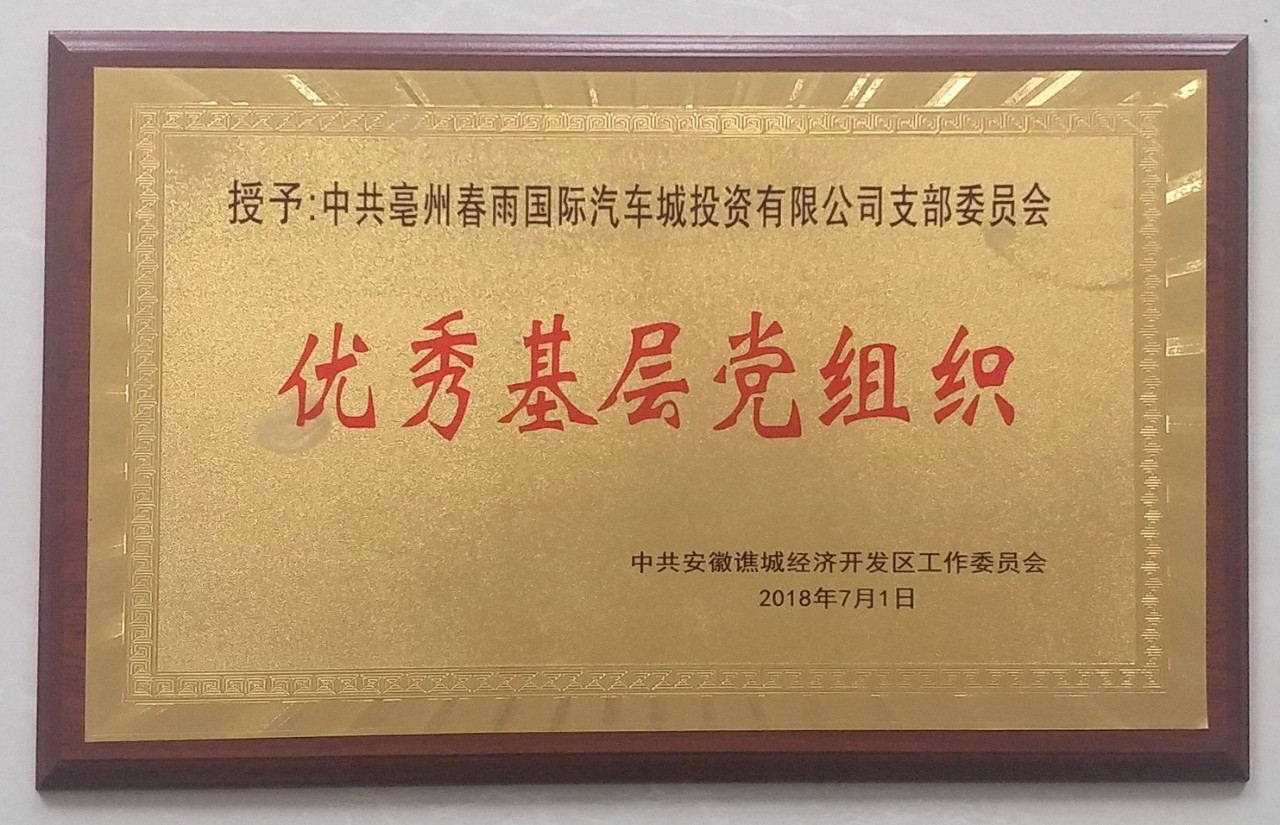 授予:中共亳州春雨国际汽车城投资有限公司支部委员会
优秀基层党组织
中共安徽谯城经济开发区工作委员会
2018年7月1日